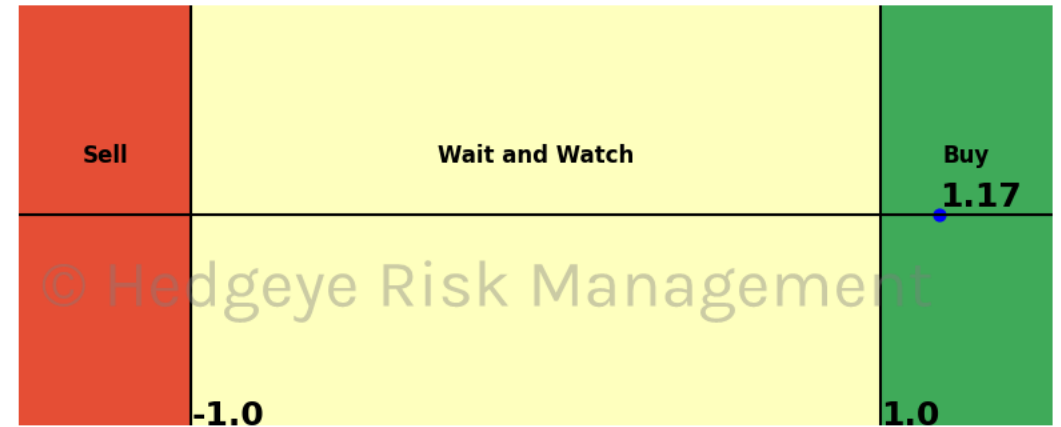 Sell
Wait and Watch
Buy
1.17
© Hedgeye Risk Management
-1.0
1.0